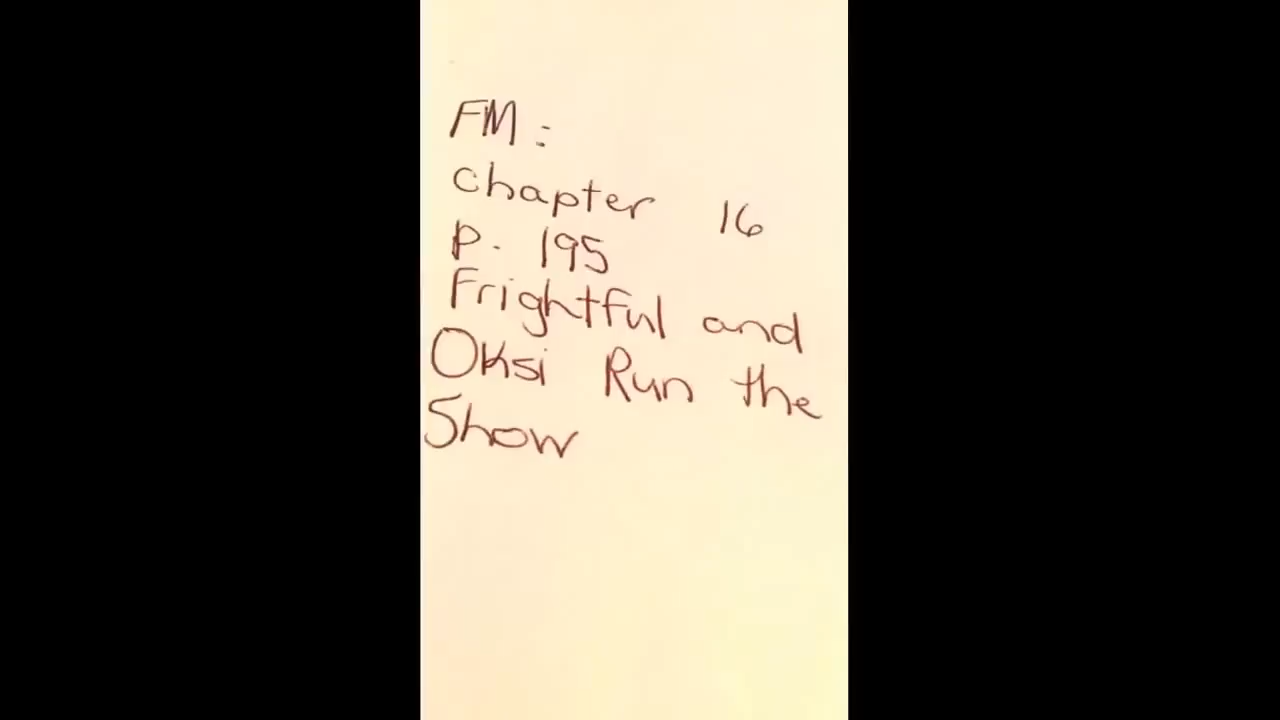 FM:
chapter 16
p. 195
Frightful and
Oksi Run the
Show